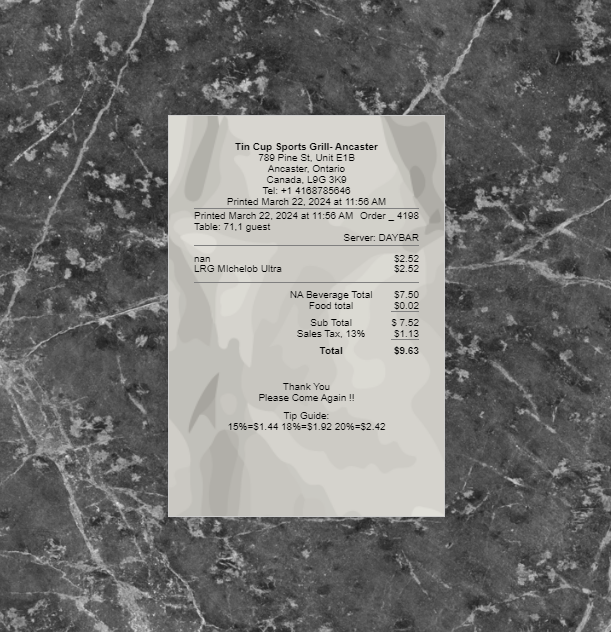 Tin Cup Sports Grill- Ancaster
789 Pine St, Unit E1B
Ancaster, Ontario
Canada, L9G 3K9
Tel: +1 4168785646
Printed March 22, 2024 at 11:56 AM
Printed March 22, 2024 at 11:56 AM Order _ 4198
Table: 71,1 guest
Server: DAYBAR
nan $2.52
LRG MIchelob Ultra $2.52
NA Beverage Total $7.50
Food total $0.02
Sub Total $ 7.52
Sales Tax, 13% $1.13
Total $9.63
Thank You
Please Come Again !!
Tip Guide:
15%=$1.44 18%=$1.92 20%=$2.42